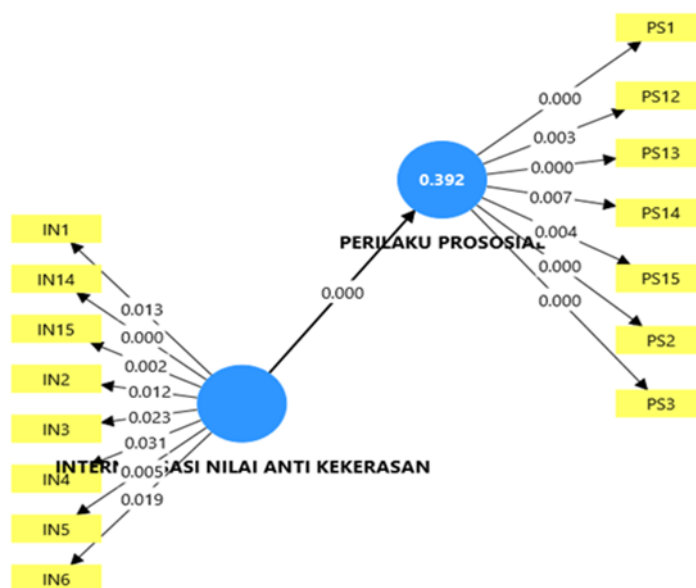 PS1
0.000
PS12
0.003
PS13
0.000
0.392
0.007
PS14
IN1
PERILAKU PROSOSIAL
0.004
PS15
0.000
IN14
0.000
0.000
0.013
IN15
0.000
PS2
0.002
IN2
0.012
PS3
0.023
IN3
0.031
INTERN ASI NILAI ANTI KEKERASAN
IN4
0.005
0.019
IN5
IN6